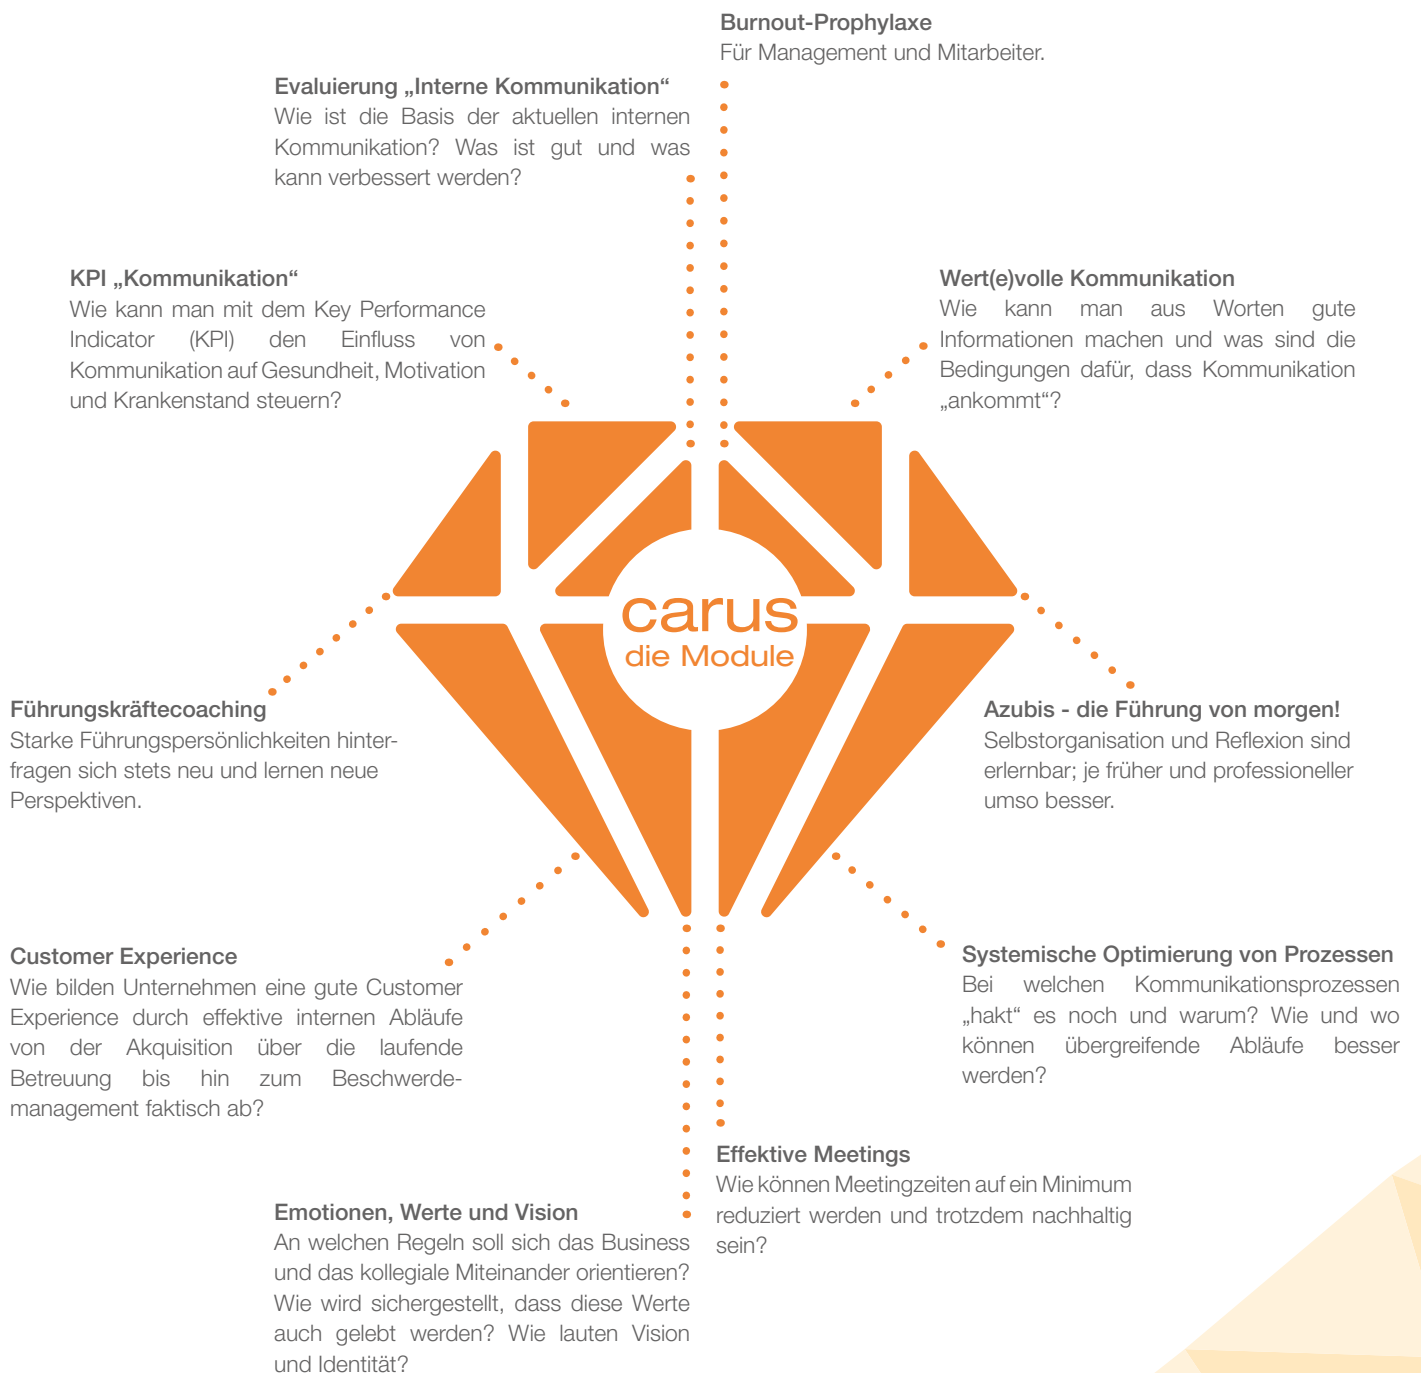 Burnout-Prophylaxe
Für Management und Mitarbeiter.
Evaluierung „Interne Kommunikation“
Wie ist die Basis der aktuellen internen
Kommunikation? Was ist gut und was
kann verbessert werden?
KPI „Kommunikation“
Wie kann man mit dem Key Performance
Indicator (KPI) den Einfluss von
Kommunikation auf Gesundheit, Motivation
und Krankenstand steuern?
Wert(e)volle Kommunikation
Wie kann man aus Worten gute
Informationen machen und was sind die
Bedingungen dafür, dass Kommunikation
„ankommt“?
carus
die Module
Führungskräftecoaching
Starke Führungspersönlichkeiten hinter-
fragen sich stets neu und lernen neue
Perspektiven.
Azubis - die Führung von morgen!
Selbstorganisation und Reflexion sind
erlernbar; je früher und professioneller
umso besser.
Customer Experience
Wie bilden Unternehmen eine gute Customer
Experience durch effektive internen Abläufe
von der Akquisition über die laufende
Betreuung bis hin zum Beschwerde-
management faktisch ab?
Systemische Optimierung von Prozessen
Bei welchen Kommunikationsprozessen
„hakt“ es noch und warum? Wie und wo
können übergreifende Abläufe besser
werden?
Effektive Meetings
Wie können Meetingzeiten auf ein Minimum
reduziert werden und trotzdem nachhaltig
sein?
Emotionen, Werte und Vision
An welchen Regeln soll sich das Business
und das kollegiale Miteinander orientieren?
Wie wird sichergestellt, dass diese Werte
auch gelebt werden? Wie lauten Vision
und Identität?